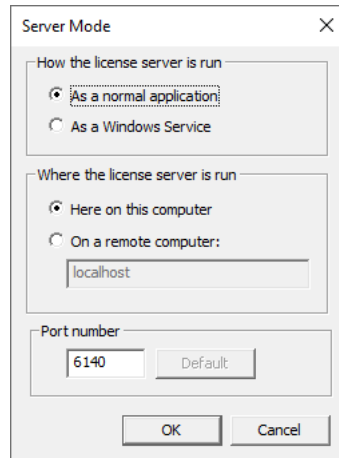 Server Mode
How the license server is run
As a normal application
As a Windows Service
Where the license server is run
Here on this computer
On a remote computer:
localhost
Port number
6140 Default
OK Cancel